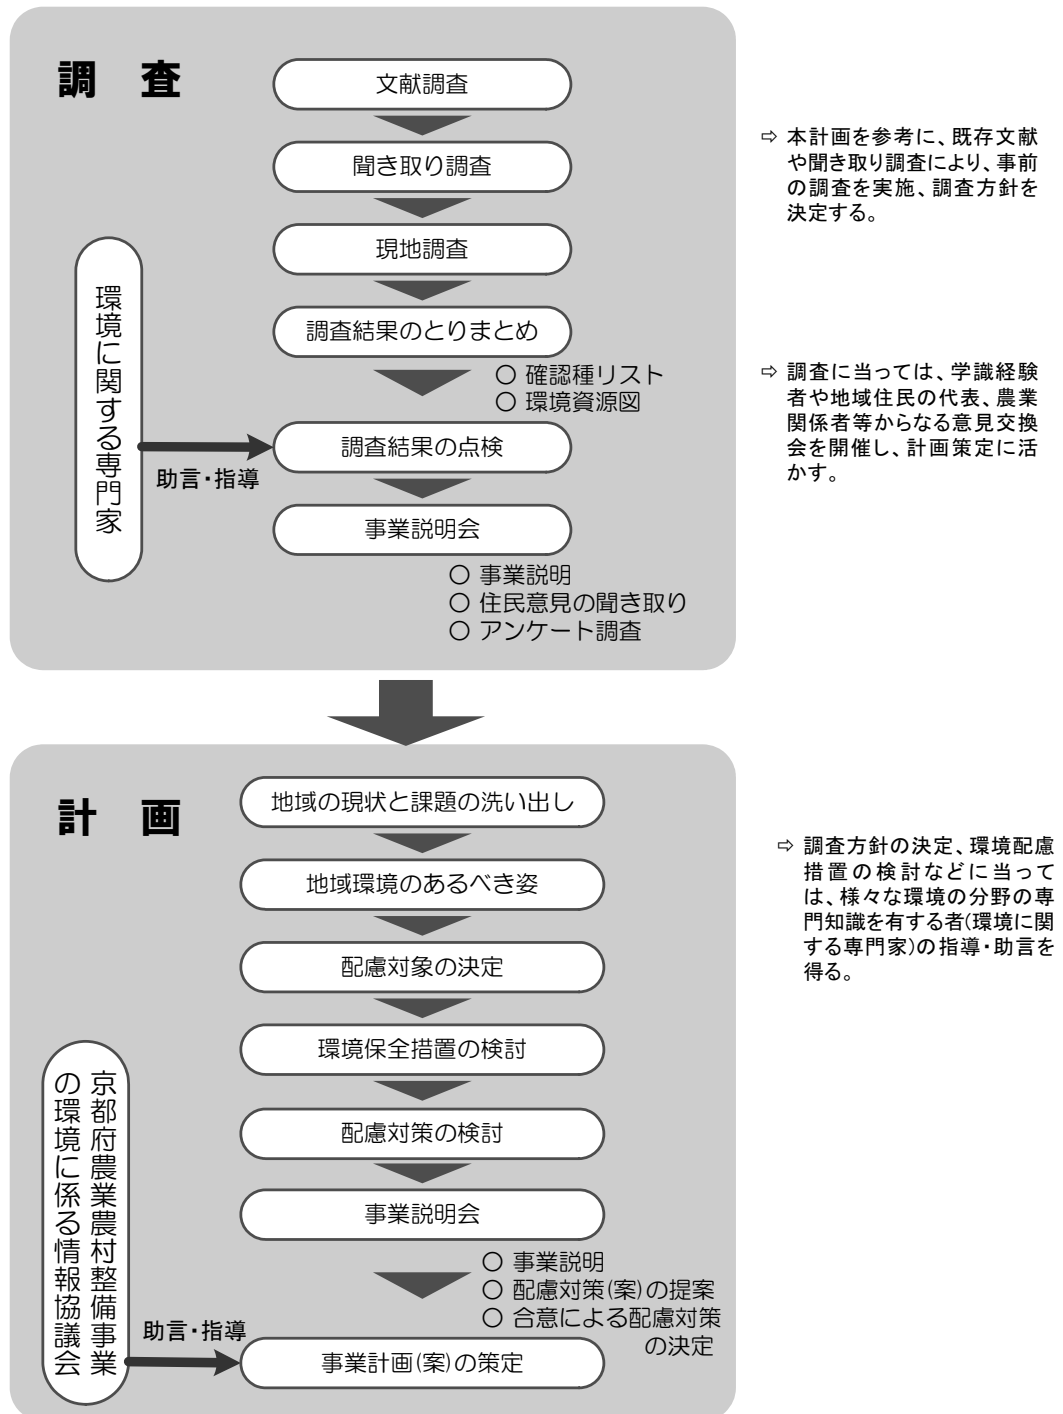 調 査
文献調査
聞き取り調査
現地調査
調査結果のとりまとめ
○ 確認種リスト
○ 環境資源図
環境に関する専門家
助言・指導
調査結果の点検
事業説明会
○ 事業説明
○ 住民意見の聞き取り
○ アンケート調査
⇨ 本計画を参考に、既存文献
や聞き取り調査により、事前
の調査を実施、調査方針を
決定する。
⇨ 調査に当っては、学識経験
者や地域住民の代表、農業
関係者等からなる意見交換
会を開催し、計画策定に活
かす。
計 画
地域の現状と課題の洗い出し
地域環境のあるべき姿
配慮対象の決定
環境保全措置の検討
配慮対策の検討
事業説明会
○ 事業説明
○ 配慮対策(案)の提案
○ 合意による配慮対策
の決定
京都府農業農村整備事業
の環境に係る情報協議会
助言・指導
事業計画(案)の策定
⇨ 調査方針の決定、環境配慮
措置の検討などに当って
は、様々な環境の分野の専
門知識を有する者(環境に関
する専門家)の指導・助言を
得る。